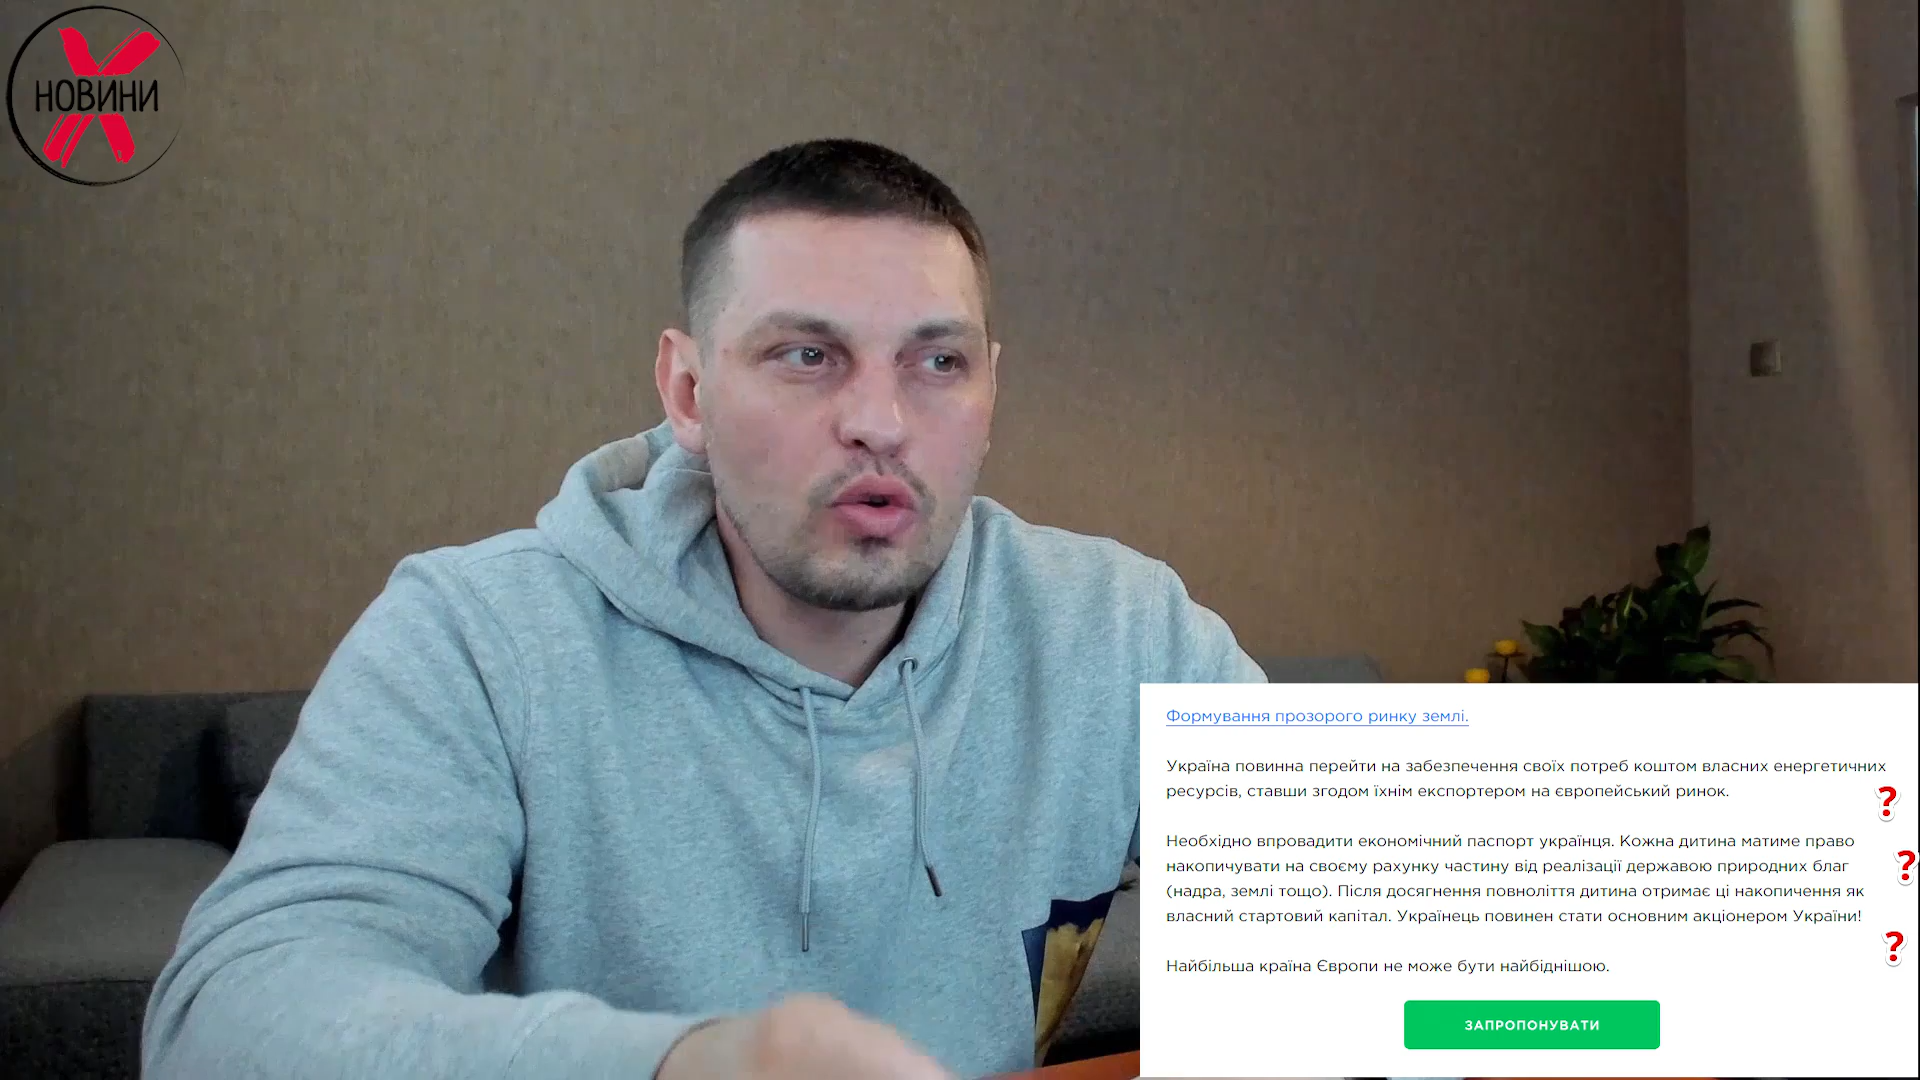 НОВИНИ
Формування прозорого ринку землі.
Україна повинна перейти на забезпечення своїх потреб коштом власних енергетичних
ресурсів, ставши згодом їхнім експортером на європейський ринок.
?
Необхідно впровадити економічний паспорт українця. Кожна дитина матиме право
накопичувати на своєму рахунку частину від реалізації державою природних благ
?
(надра, землі тощо). Після досягнення повноліття дитина отримає ці накопичення як
власний стартовий капітал. Українець повинен стати основним акціонером України!
?
Найбільша країна Європи не може бути найбіднішою.
ЗАПРОПОНУВАТИ